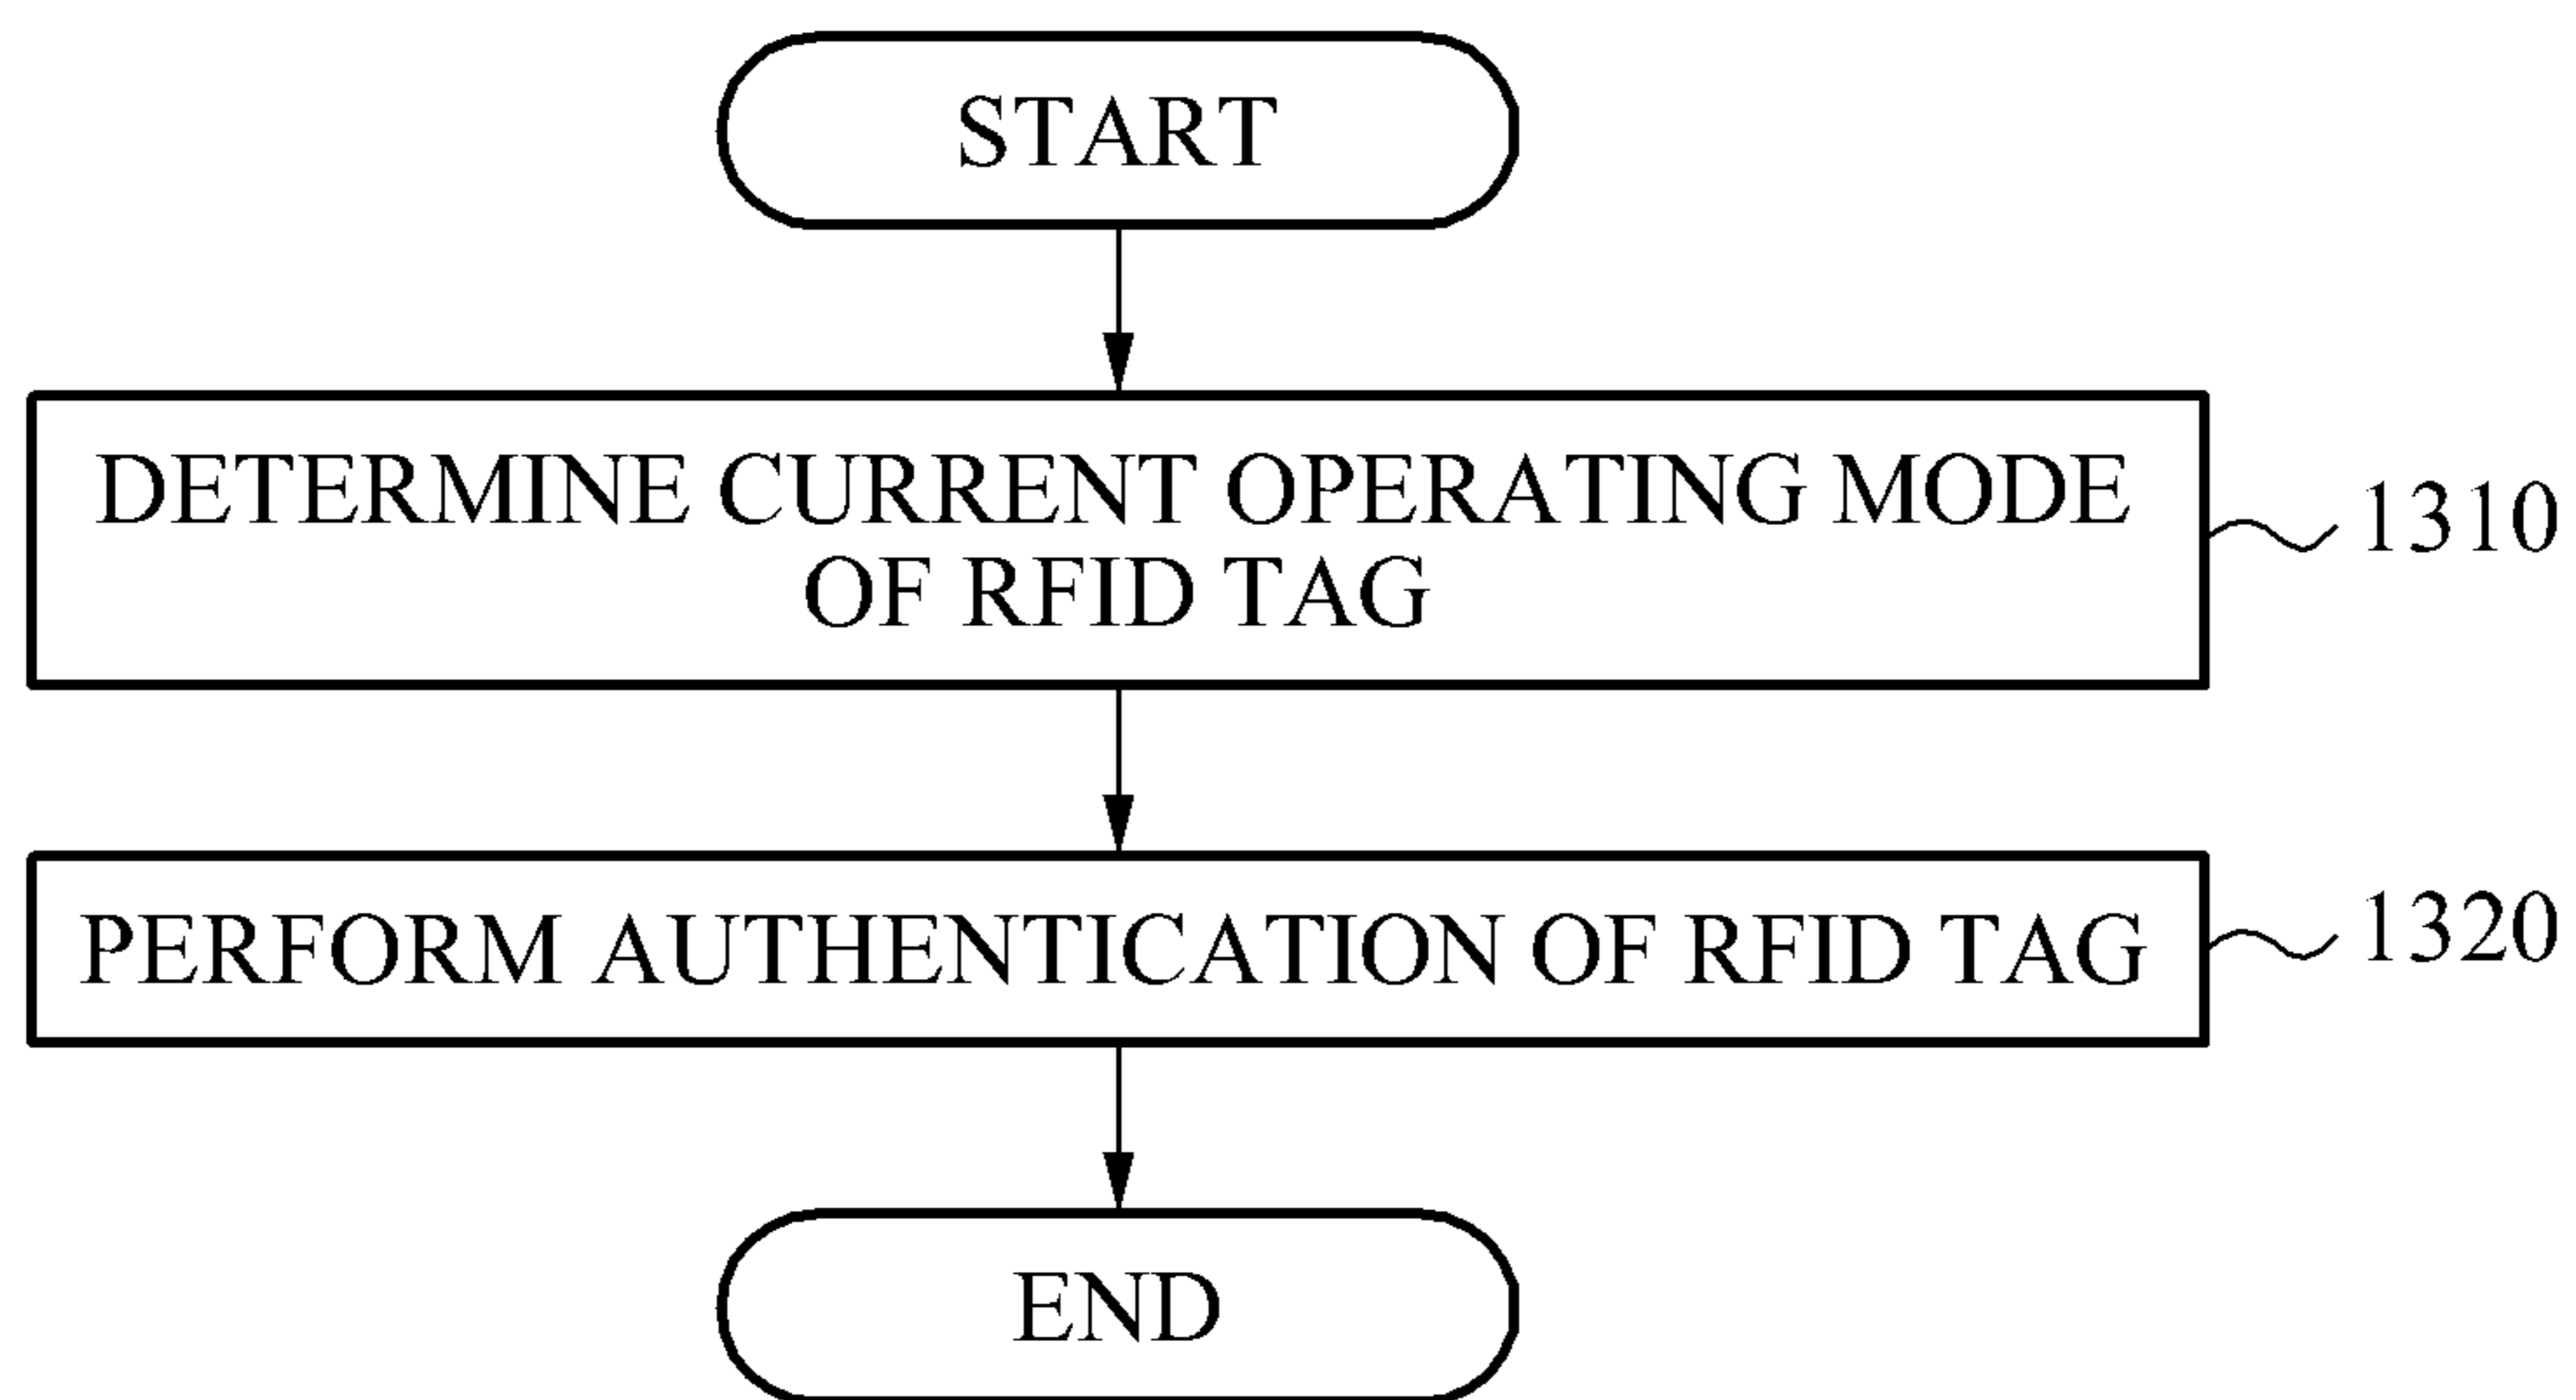 START
DETERMINE CURRENT OPERATING MODE
OF RFID TAG
1310
PERFORM AUTHENTICATION OF RFID TAG
1320
END